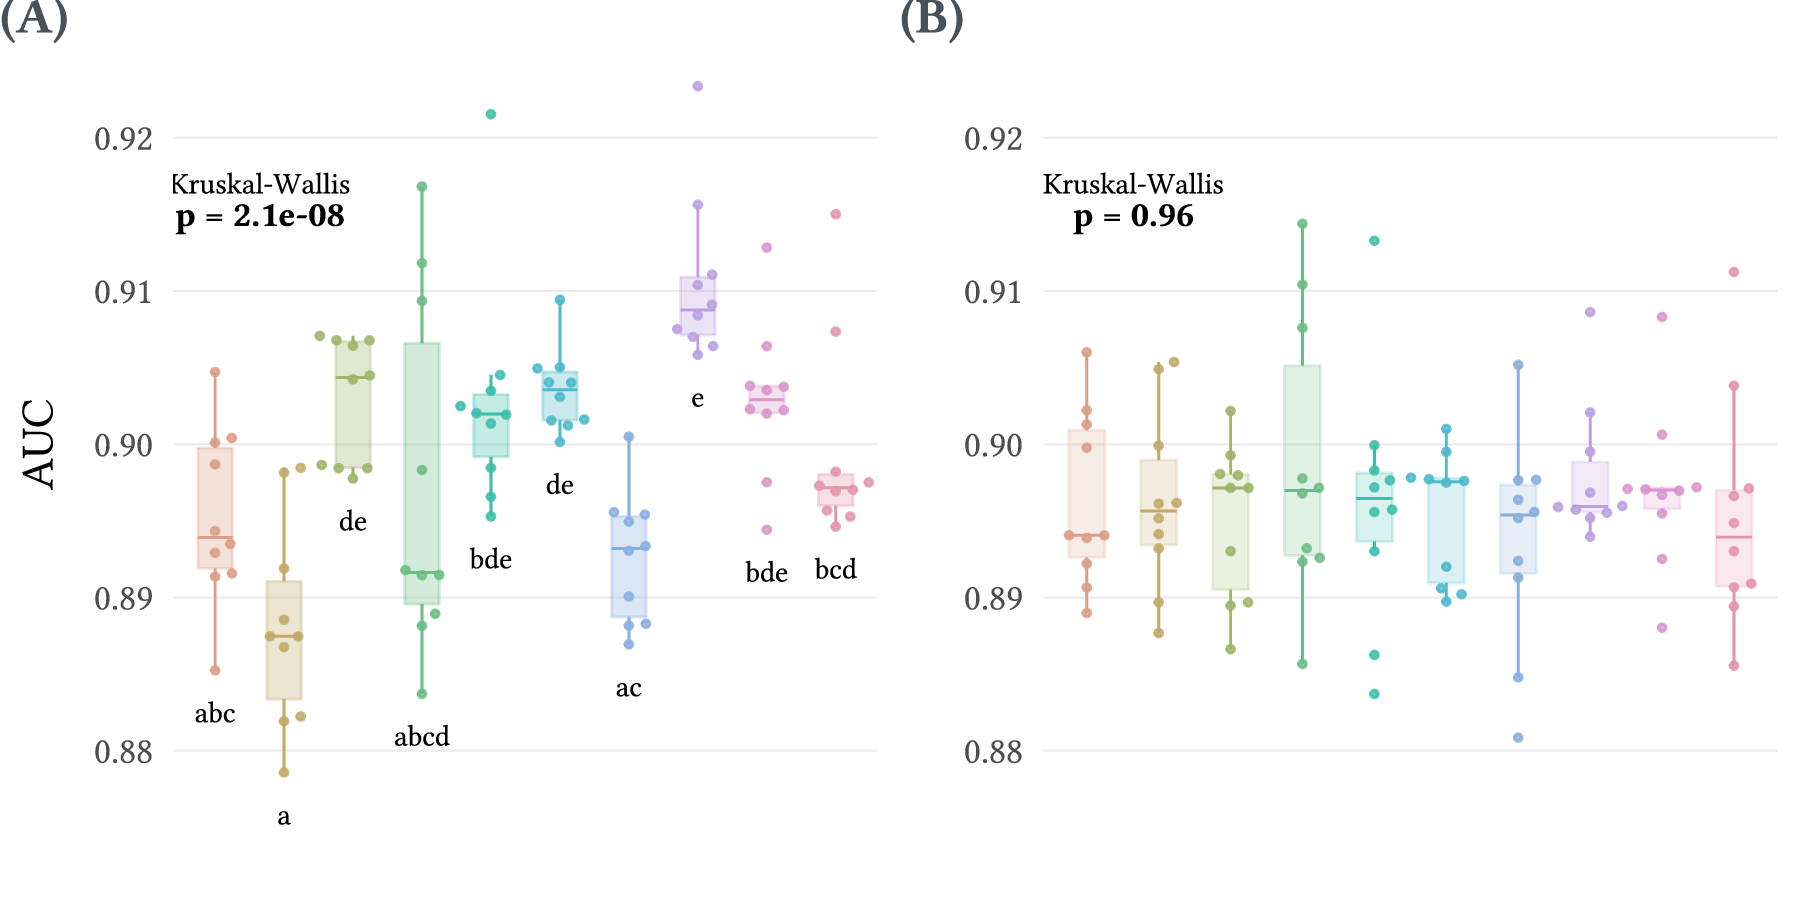 (A)
(B)
0.92
0.91
0.90
0.89
0.88
AUC
Kruskal-Wallis
p = 2.1e-08
abc
a
de
abcd
bde
de
ac
e
bde
bcd
0.92
0.91
0.90
0.89
0.88
Kruskal-Wallis
p = 0.96